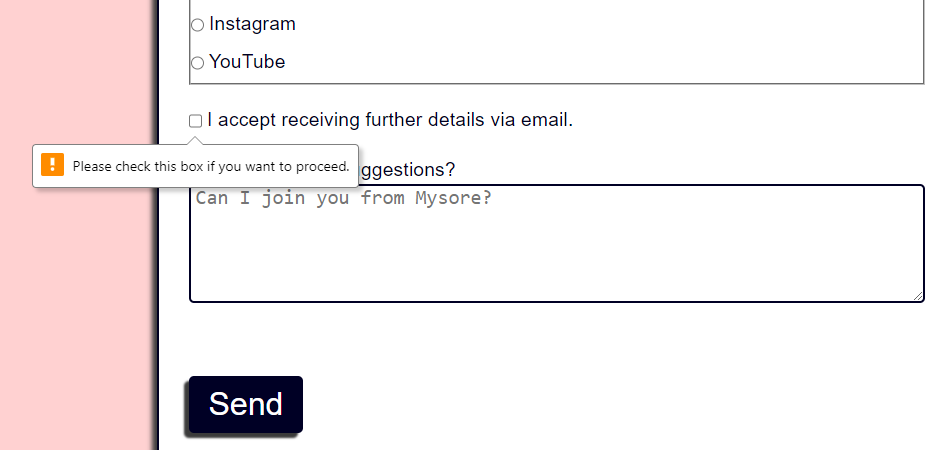 Instagram
YouTube
I accept receiving further details via email.
! Please check this box if you want to proceed.
ggestions?
Can I join you from Mysore?
Send